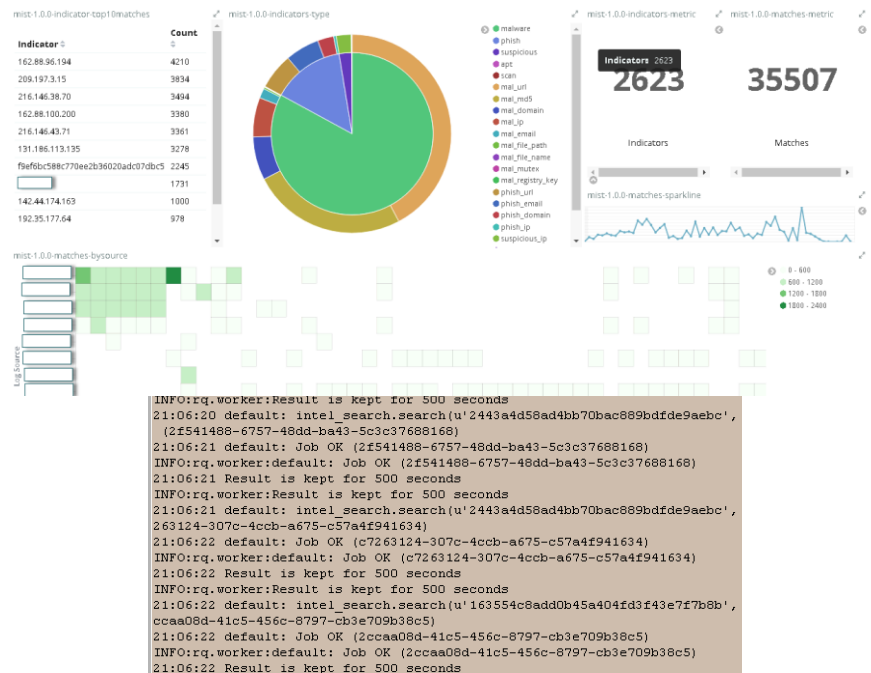 mist-1.0.0-indicator-top10matches
Indicator Count
162.88.96.194 4210
209.197.3.15 3834
216.146.38.70 3494
162.88.100.200 3380
216.146.43.71 3361
131.186.113.135 3278
f9ef6bc588c770ee2b36020adc07dbc5 2245
1731
142.44.174.163 1000
192.35.177.64 978
mist-1.0.0-indicators-type
malware
phish
suspicious
apt
scan
mal_url
mal_md5
mal_domain
mal_ip
mal_email
mal_file_path
mal_file_name
mal_mutex
mal_registry_key
phish_url
phish_email
phish_domain
phish_ip
suspicious_ip
mist-1.0.0-indicators-metric
Indicators 2623
2623
Indicators
mist-1.0.0-matches-metric
35507
Matches
mist-1.0.0-matches-sparkline
mist-1.0.0-matches-bysource
Log Source
0 - 600
600 - 1200
1200 - 1800
1800 - 2400
INFO:rq.worker:Result is kept for 500 seconds
21:06:20 default: intel_search.search(u'2443a4d58ad4bb70bac889bdfde9aebc',
(2f541488-6757-48dd-ba43-5c3c37688168)
21:06:21 default: Job OK (2f541488-6757-48dd-ba43-5c3c37688168)
INFO:rq.worker:default: Job OK (2f541488-6757-48dd-ba43-5c3c37688168)
21:06:21 Result is kept for 500 seconds
INFO:rq.worker:Result is kept for 500 seconds
21:06:21 default: intel_search.search(u'2443a4d58ad4bb70bac889bdfde9aebc',
263124-307c-4ccb-a675-c57a4f941634)
21:06:22 default: Job OK (c7263124-307c-4ccb-a675-c57a4f941634)
INFO:rq.worker:default: Job OK (c7263124-307c-4ccb-a675-c57a4f941634)
21:06:22 Result is kept for 500 seconds
INFO:rq.worker:Result is kept for 500 seconds
21:06:22 default: intel_search.search(u'163554c8add0b45a404fd3f43e7f7b8b',
ccaa08d-41c5-456c-8797-cb3e709b38c5)
21:06:22 default: Job OK (2ccaa08d-41c5-456c-8797-cb3e709b38c5)
INFO:rq.worker:default: Job OK (2ccaa08d-41c5-456c-8797-cb3e709b38c5)
21:06:22 Result is kept for 500 seconds